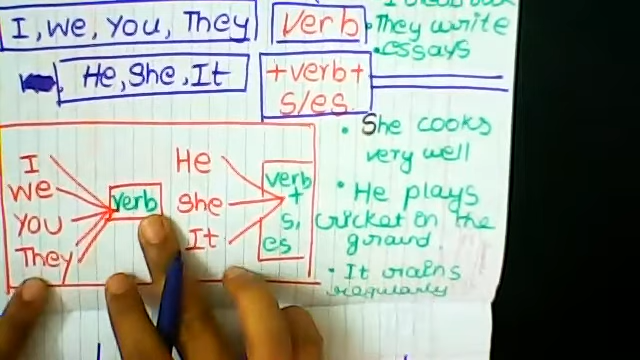 I, We, You, They
verb
They write
essays
He, She, It
+verb+
s/es
I
We
You
They
verb
He
She
It
verb
+
s,
es
She cooks
very well
He plays
cricket on the
ground.
It rains
regularly